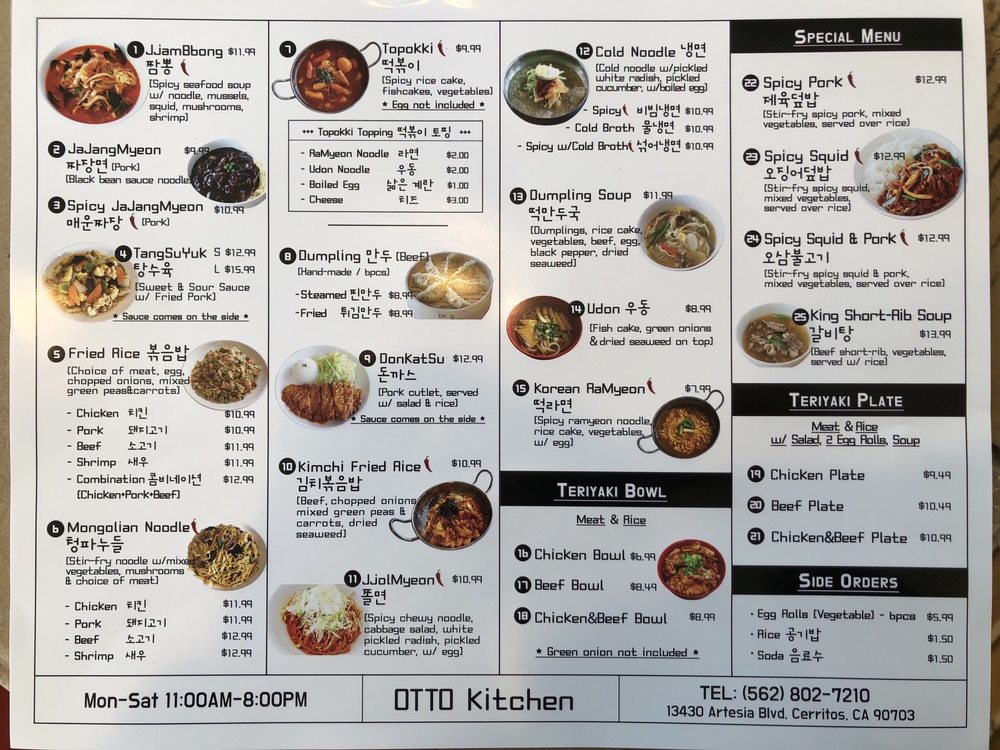 1 JJamBbong $11.99
짬뽕
(Spicy seafood soup
w/ noodle, mussels,
squid, mushrooms,
shrimp)
2 JaJangMyeon $9.99
짜장면 (Pork)
(Black bean sauce noodle)
3 Spicy JaJangMyeon $10.99
매운짜장 (Pork)
4 TangSuYuk S $12.99
탕수육 L $15.99
(Sweet & Sour Sauce
w/ Fried Pork)
* Sauce comes on the side *
5 Fried Rice 볶음밥
(Choice of meat, egg,
chopped onions, mixed
green peas&carrots)
- Chicken 치킨 $10.99
- Pork 돼지고기 $10.99
- Beef 소고기 $11.99
- Shrimp 새우 $11.99
- Combination 콤비네이션 $12.99
(Chicken+Pork+Beef)
6 Mongolian Noodle
청파누들
(Stir-fry noodle w/mixed
vegetables, mushrooms
& choice of meat)
- Chicken 치킨 $11.99
- Pork 돼지고기 $11.99
- Beef 소고기 $12.99
- Shrimp 새우 $12.99
7 Topokki $9.99
떡볶이
(Spicy rice cake,
fishcakes, vegetables)
* Egg not included *
+++ Topokki Topping 떡볶이 토핑 +++
- RaMyeon Noodle 라면 $2.00
- Udon Noodle 우동 $2.00
- Boiled Egg 삶은 계란 $1.00
- Cheese 치즈 $3.00
8 Dumpling 만두 (Beef)
(Hand-made / 6pcs)
-Steamed 찐만두 $8.99
-Fried 튀김만두 $8.99
9 DonKatSu $12.99
돈까스
(Pork cutlet, served
w/ salad & rice)
* Sauce comes on the side *
10 Kimchi Fried Rice $10.99
김치볶음밥
(Beef, chopped onions
mixed green peas &
carrots, dried
seaweed)
11 JJolMyeon $10.99
쫄면
(Spicy chewy noodle,
cabbage salad, white
pickled radish, pickled
cucumber, w/ egg)
12 Cold Noodle 냉면
(Cold noodle w/pickled
white radish, pickled
cucumber, w/boiled egg)
- Spicy 비빔냉면 $10.99
- Cold Broth 물냉면 $10.99
- Spicy w/Cold Broth 섞어냉면 $10.99
13 Dumpling Soup $11.99
떡만두국
(Dumplings, rice cake,
vegetables, beef, egg,
black pepper, dried
seaweed)
14 Udon 우동 $8.99
(Fish cake, green onions
& dried seaweed on top)
15 Korean RaMyeon $7.99
떡라면
(Spicy ramyeon noodle,
rice cake, vegetables,
w/ egg)
Teriyaki Bowl
Meat & Rice
16 Chicken Bowl $6.99
17 Beef Bowl $8.49
18 Chicken&Beef Bowl $8.99
* Green onion not included *
Special Menu
22 Spicy Pork $12.99
제육덮밥
(Stir-fry spicy pork, mixed
vegetables, served over rice)
23 Spicy Squid $12.99
오징어덮밥
(Stir-fry spicy squid,
mixed vegetables,
served over rice)
24 Spicy Squid & Pork $12.99
오삼불고기
(Stir-fry spicy squid & pork,
mixed vegetables, served over rice)
25 King Short-Rib Soup
갈비탕 $13.99
(Beef short-rib, vegetables,
served w/ rice)
Teriyaki Plate
Meat & Rice
w/ Salad, 2 Egg Rolls, Soup
19 Chicken Plate $9.49
20 Beef Plate $10.49
21 Chicken&Beef Plate $10.99
Side Orders
· Egg Rolls (Vegetable) - 6pcs $5.99
· Rice 공기밥 $1.50
· Soda 음료수 $1.50
Mon-Sat 11:00AM-8:00PM
OTTO Kitchen
TEL: (562) 802-7210
13430 Artesia Blvd, Cerritos, CA 90703